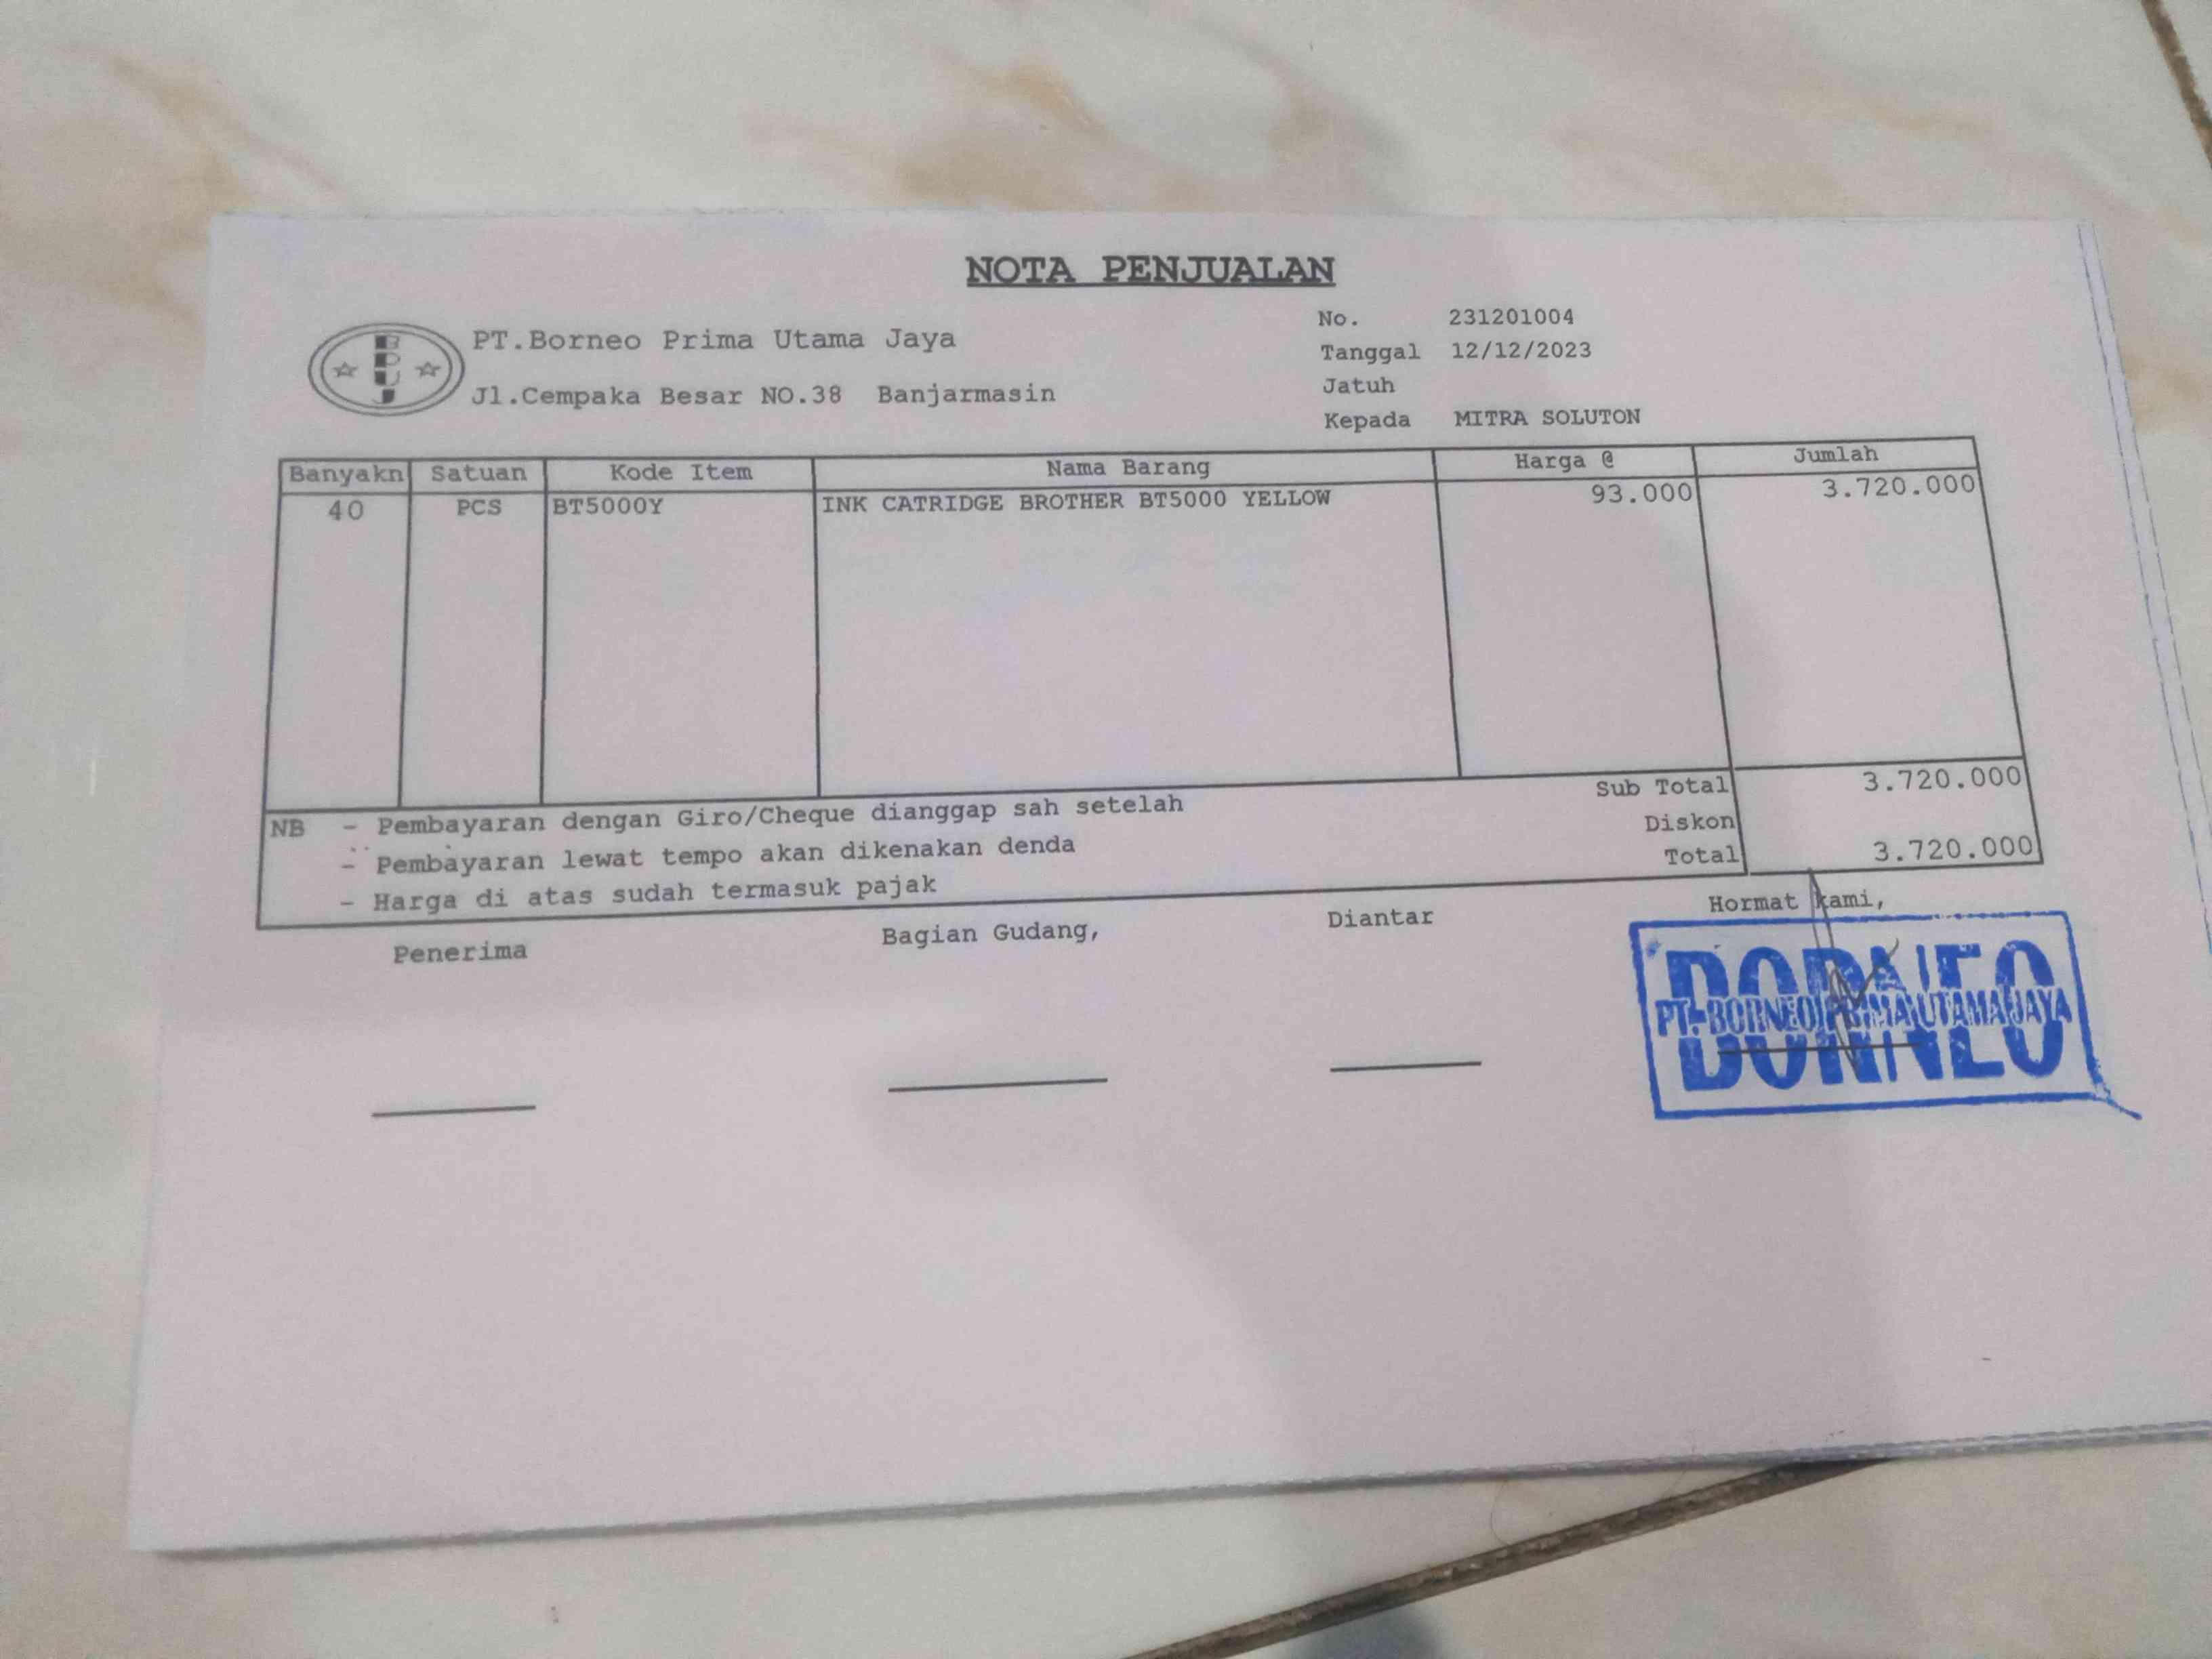 NOTA PENJUALAN
BPUJ
PT.Borneo Prima Utama Jaya
Jl.Cempaka Besar NO.38 Banjarmasin
No. 231201004
Tanggal 12/12/2023
Jatuh
Kepada MITRA SOLUTON
Banyakn Satuan Kode Item Nama Barang Harga @ Jumlah
40 PCS BT5000Y INK CATRIDGE BROTHER BT5000 YELLOW 93.000 3.720.000
Sub Total 3.720.000
Diskon
Total 3.720.000
NB - Pembayaran dengan Giro/Cheque dianggap sah setelah
- Pembayaran lewat tempo akan dikenakan denda
- Harga di atas sudah termasuk pajak
Penerima Bagian Gudang, Diantar Hormat kami,
BORNEO
PT. BORNEO PRIMA UTAMA JAYA